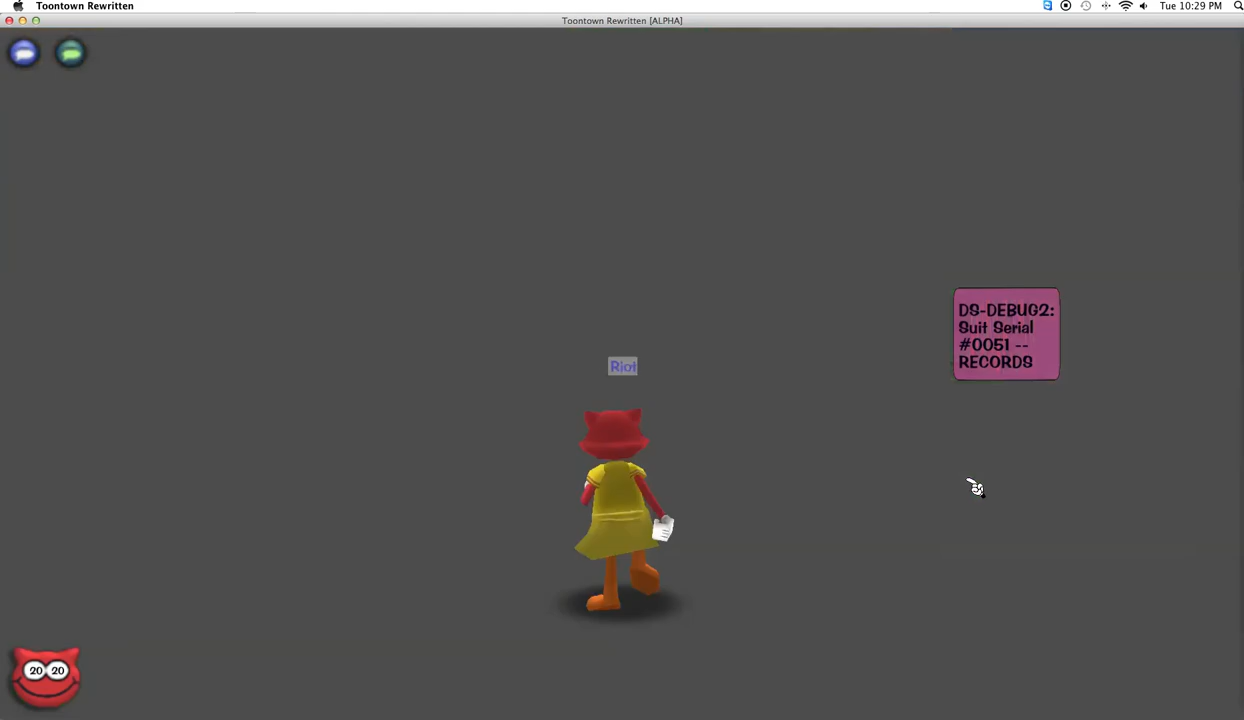 Toontown Rewritten
Tue 10:29 PM
Toontown Rewritten [ALPHA]
DS-DEBUG2:
Suit Serial
#0051 --
RECORDS
Riot
20 20